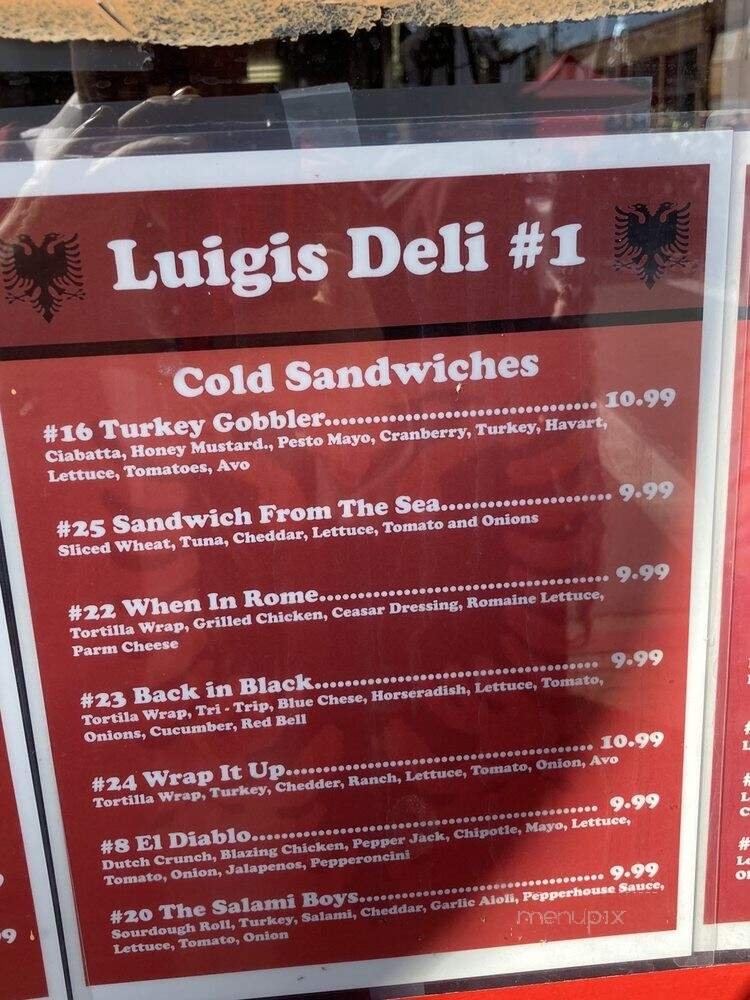 Luigis Deli #1
Cold Sandwiches
#16 Turkey Gobbler........................................ 10.99
Ciabatta, Honey Mustard., Pesto Mayo, Cranberry, Turkey, Havart,
Lettuce, Tomatoes, Avo
#25 Sandwich From The Sea......................... 9.99
Sliced Wheat, Tuna, Cheddar, Lettuce, Tomato and Onions
#22 When In Rome........................................... 9.99
Tortilla Wrap, Grilled Chicken, Ceasar Dressing, Romaine Lettuce,
Parm Cheese
#23 Back in Black........................................... 9.99
Tortila Wrap, Tri - Trip, Blue Chese, Horseradish, Lettuce, Tomato,
Onions, Cucumber, Red Bell
#24 Wrap It Up............................................. 10.99
Tortilla Wrap, Turkey, Chedder, Ranch, Lettuce, Tomato, Onion, Avo
#8 El Diablo.................................................. 9.99
Dutch Crunch, Blazing Chicken, Pepper Jack, Chipotle, Mayo, Lettuce,
Tomato, Onion, Jalapenos, Pepperoncini
#20 The Salami Boys.................................... 9.99
Sourdough Roll, Turkey, Salami, Cheddar, Garlic Aioli, Pepperhouse Sauce,
Lettuce, Tomato, Onion
menupix